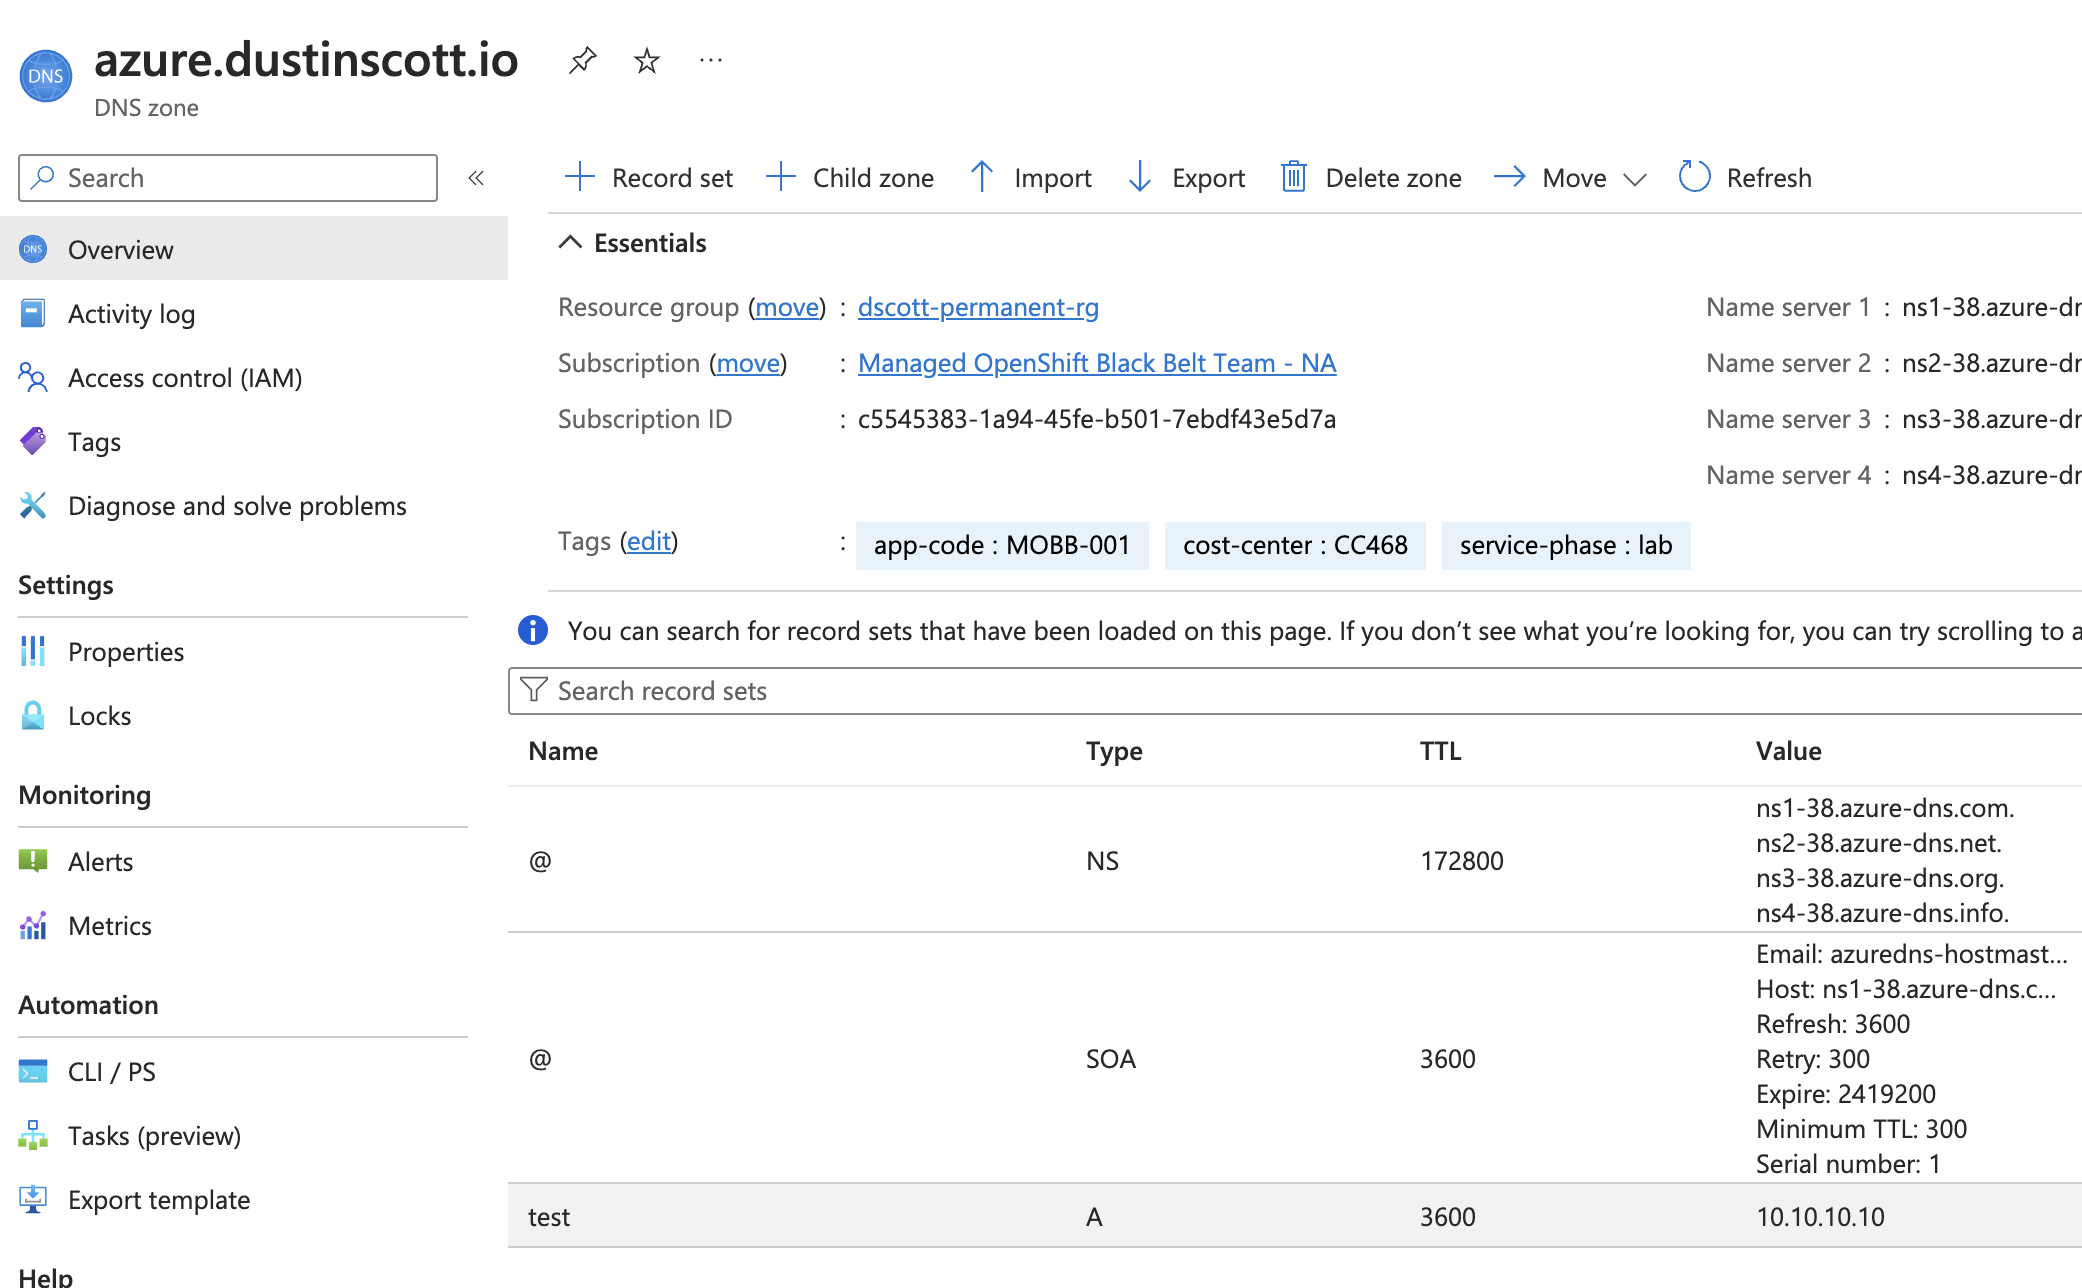 DNS
azure.dustinscott.io
DNS zone
Search
Record set
Child zone
Import
Export
Delete zone
Move
Refresh
DNS Overview
Activity log
Access control (IAM)
Tags
Diagnose and solve problems
Settings
Properties
Locks
Monitoring
Alerts
Metrics
Automation
CLI / PS
Tasks (preview)
Export template
Help
Essentials
Resource group (move) : dscott-permanent-rg
Subscription (move) : Managed OpenShift Black Belt Team - NA
Subscription ID : c5545383-1a94-45fe-b501-7ebdf43e5d7a
Name server 1 : ns1-38.azure-dn
Name server 2 : ns2-38.azure-dn
Name server 3 : ns3-38.azure-dn
Name server 4 : ns4-38.azure-dn
Tags (edit) : app-code : MOBB-001 cost-center : CC468 service-phase : lab
You can search for record sets that have been loaded on this page. If you don’t see what you’re looking for, you can try scrolling to a
Search record sets
Name Type TTL Value
@ NS 172800
ns1-38.azure-dns.com.
ns2-38.azure-dns.net.
ns3-38.azure-dns.org.
ns4-38.azure-dns.info.
@ SOA 3600
Email: azuredns-hostmast...
Host: ns1-38.azure-dns.c...
Refresh: 3600
Retry: 300
Expire: 2419200
Minimum TTL: 300
Serial number: 1
test A 3600 10.10.10.10